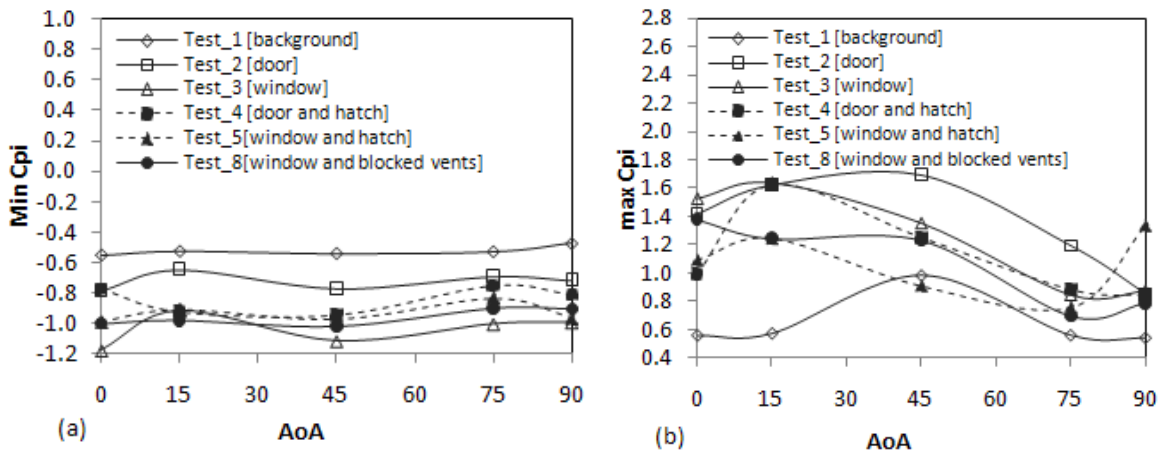 Min Cpi
1.0
0.8
0.6
0.4
0.2
0.0
-0.2
-0.4
-0.6
-0.8
-1.0
-1.2
Test_1 [background]
Test_2 [door]
Test_3 [window]
Test_4 [door and hatch]
Test_5[window and hatch]
Test_8[window and blocked vents]
0 15 30 45 60 75 90
(a) AoA
max Cpi
2.8
2.6
2.4
2.2
2.0
1.8
1.6
1.4
1.2
1.0
0.8
0.6
0.4
Test_1 [background]
Test_2 [door]
Test_3 [window]
Test_4 [door and hatch]
Test_5 [window and hatch]
Test_8 [window and blocked vents]
0 15 30 45 60 75 90
(b) AoA